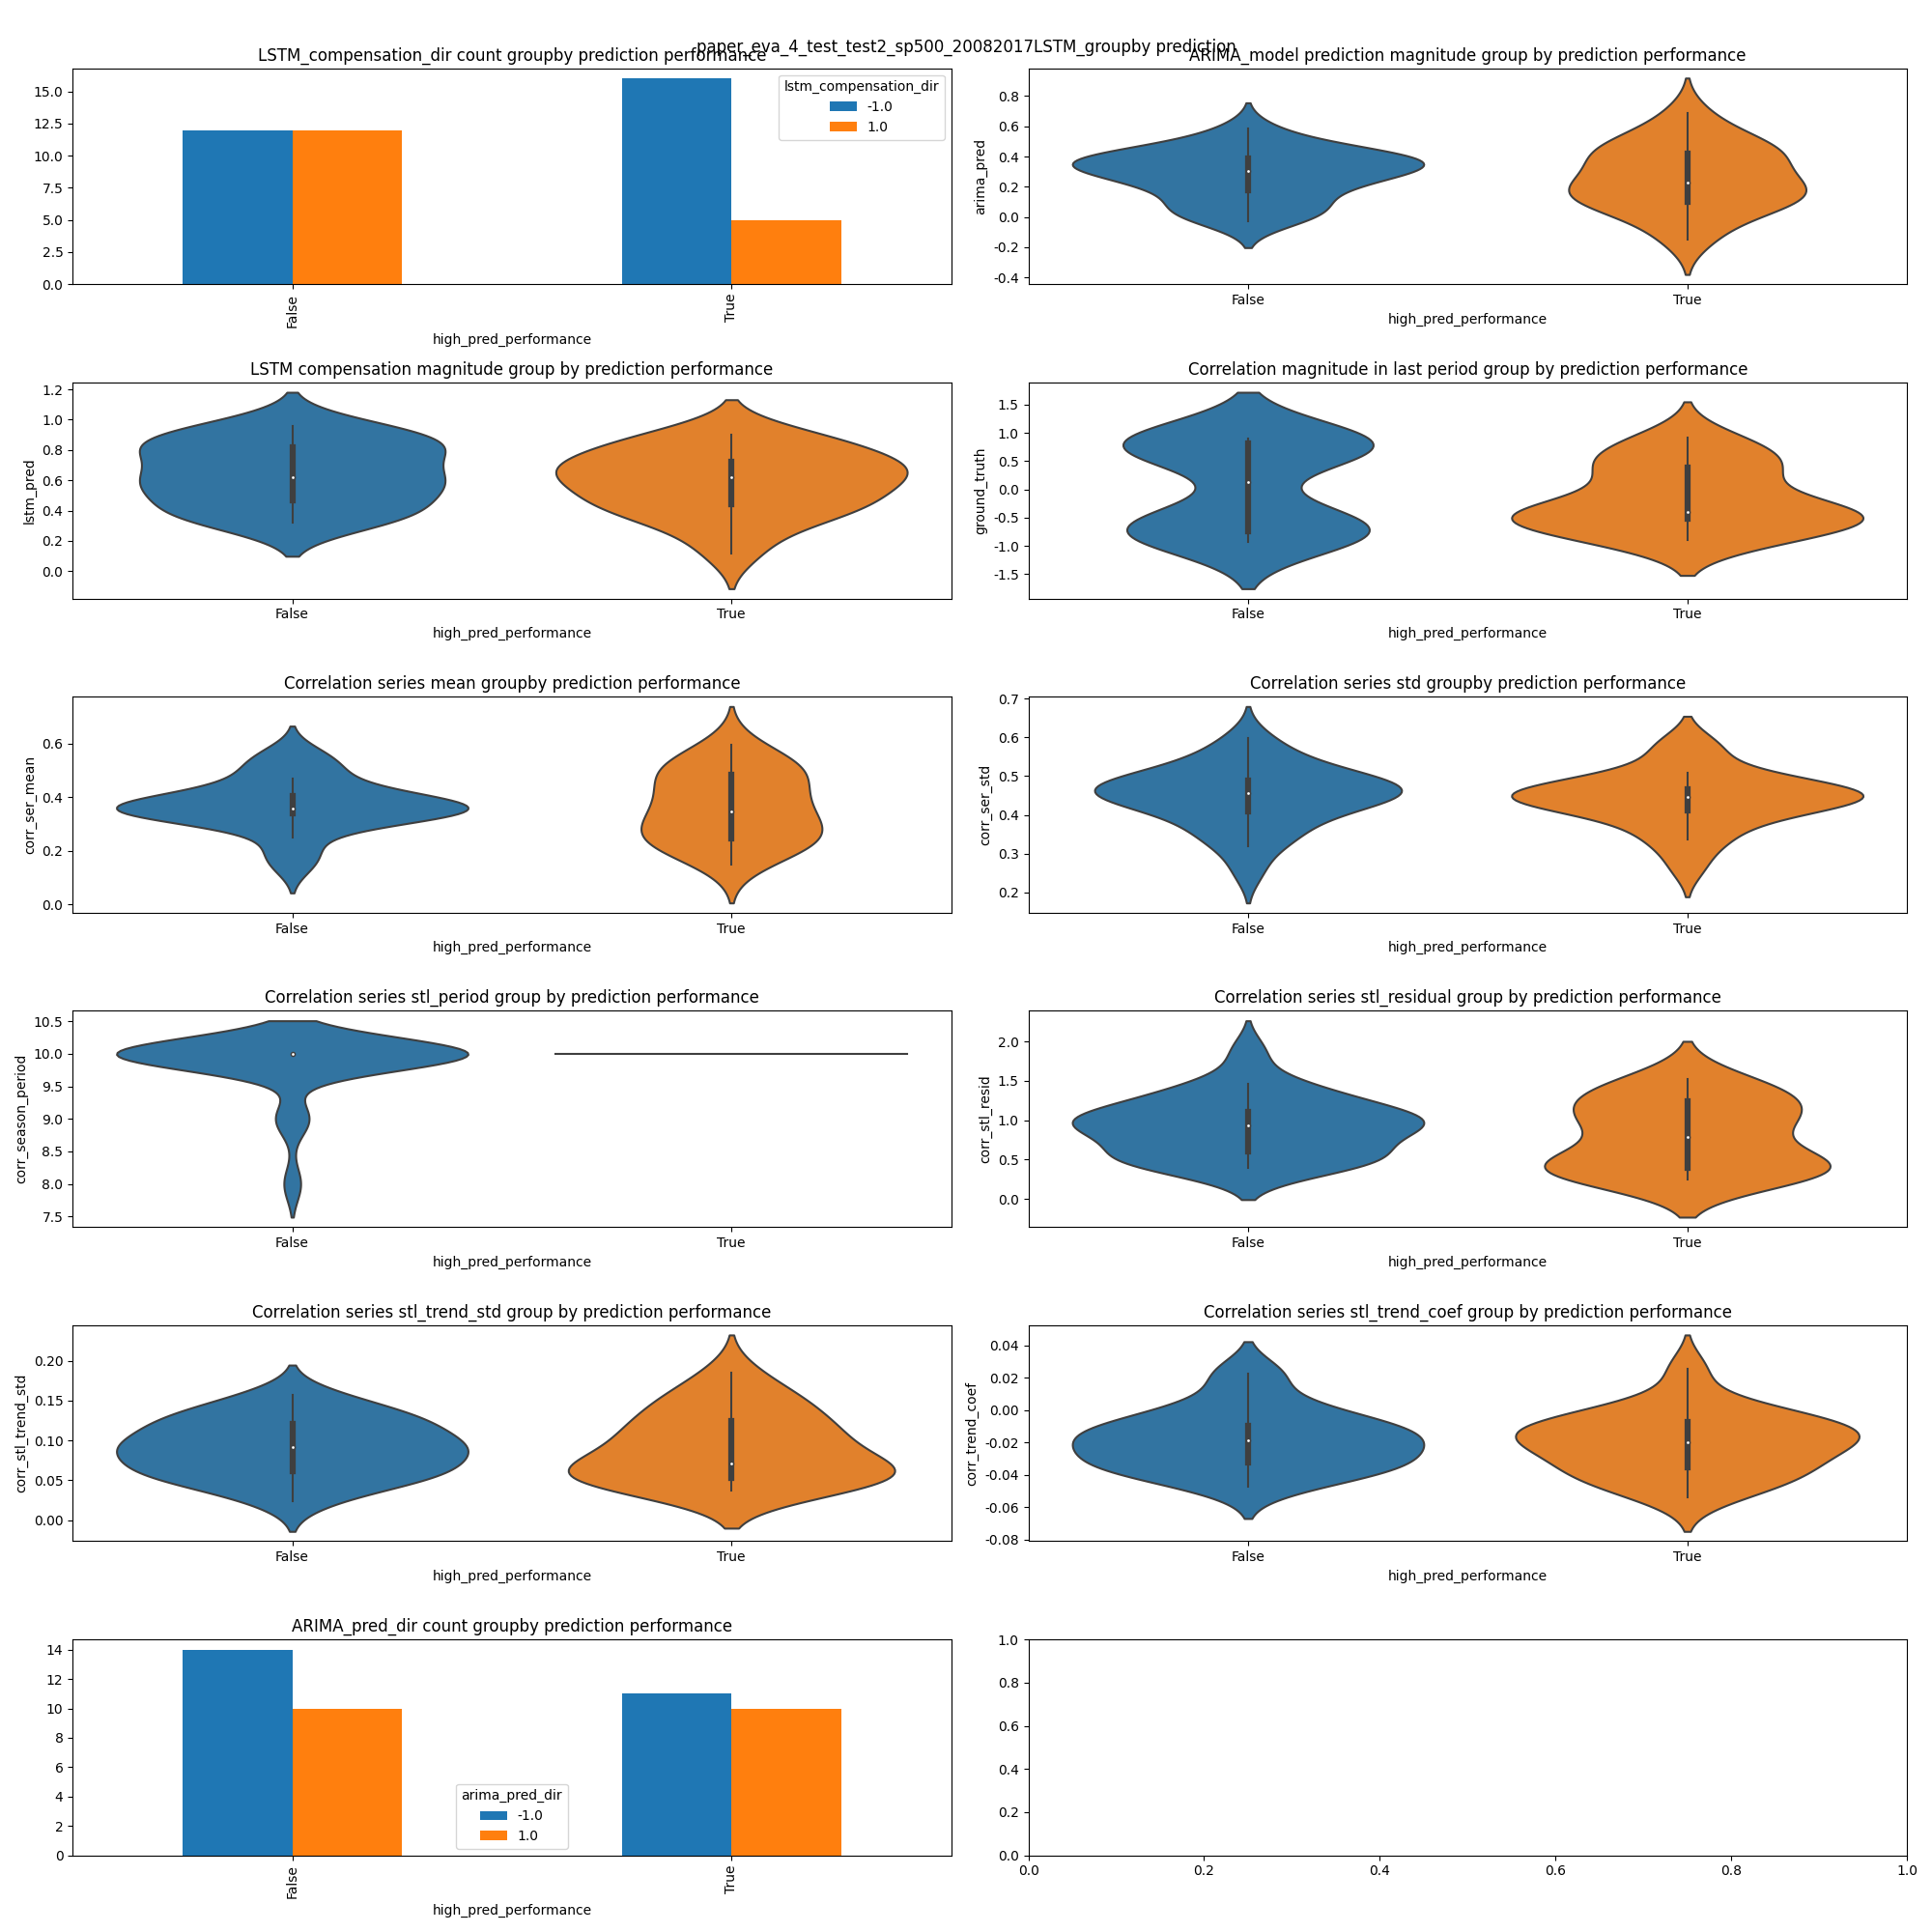 paper_eva_4_test_test2_sp500_20082017LSTM_groupby prediction
LSTM_compensation_dir count groupby prediction performance
15.0
12.5
10.0
7.5
5.0
2.5
0.0
lstm_compensation_dir
-1.0
1.0
False
True
high_pred_performance
ARIMA_model prediction magnitude group by prediction performance
arima_pred
0.8
0.6
0.4
0.2
0.0
-0.2
-0.4
False
True
high_pred_performance
LSTM compensation magnitude group by prediction performance
lstm_pred
1.2
1.0
0.8
0.6
0.4
0.2
0.0
False
True
high_pred_performance
Correlation magnitude in last period group by prediction performance
ground_truth
1.5
1.0
0.5
0.0
-0.5
-1.0
-1.5
False
True
high_pred_performance
Correlation series mean groupby prediction performance
corr_ser_mean
0.6
0.4
0.2
0.0
False
True
high_pred_performance
Correlation series std groupby prediction performance
corr_ser_std
0.7
0.6
0.5
0.4
0.3
0.2
False
True
high_pred_performance
Correlation series stl_period group by prediction performance
corr_season_period
10.5
10.0
9.5
9.0
8.5
8.0
7.5
False
True
high_pred_performance
Correlation series stl_residual group by prediction performance
corr_stl_resid
2.0
1.5
1.0
0.5
0.0
False
True
high_pred_performance
Correlation series stl_trend_std group by prediction performance
corr_stl_trend_std
0.20
0.15
0.10
0.05
0.00
False
True
high_pred_performance
Correlation series stl_trend_coef group by prediction performance
corr_trend_coef
0.04
0.02
0.00
-0.02
-0.04
-0.06
-0.08
False
True
high_pred_performance
ARIMA_pred_dir count groupby prediction performance
14
12
10
8
6
4
2
0
arima_pred_dir
-1.0
1.0
False
True
high_pred_performance
1.0
0.8
0.6
0.4
0.2
0.0
0.0 0.2 0.4 0.6 0.8 1.0